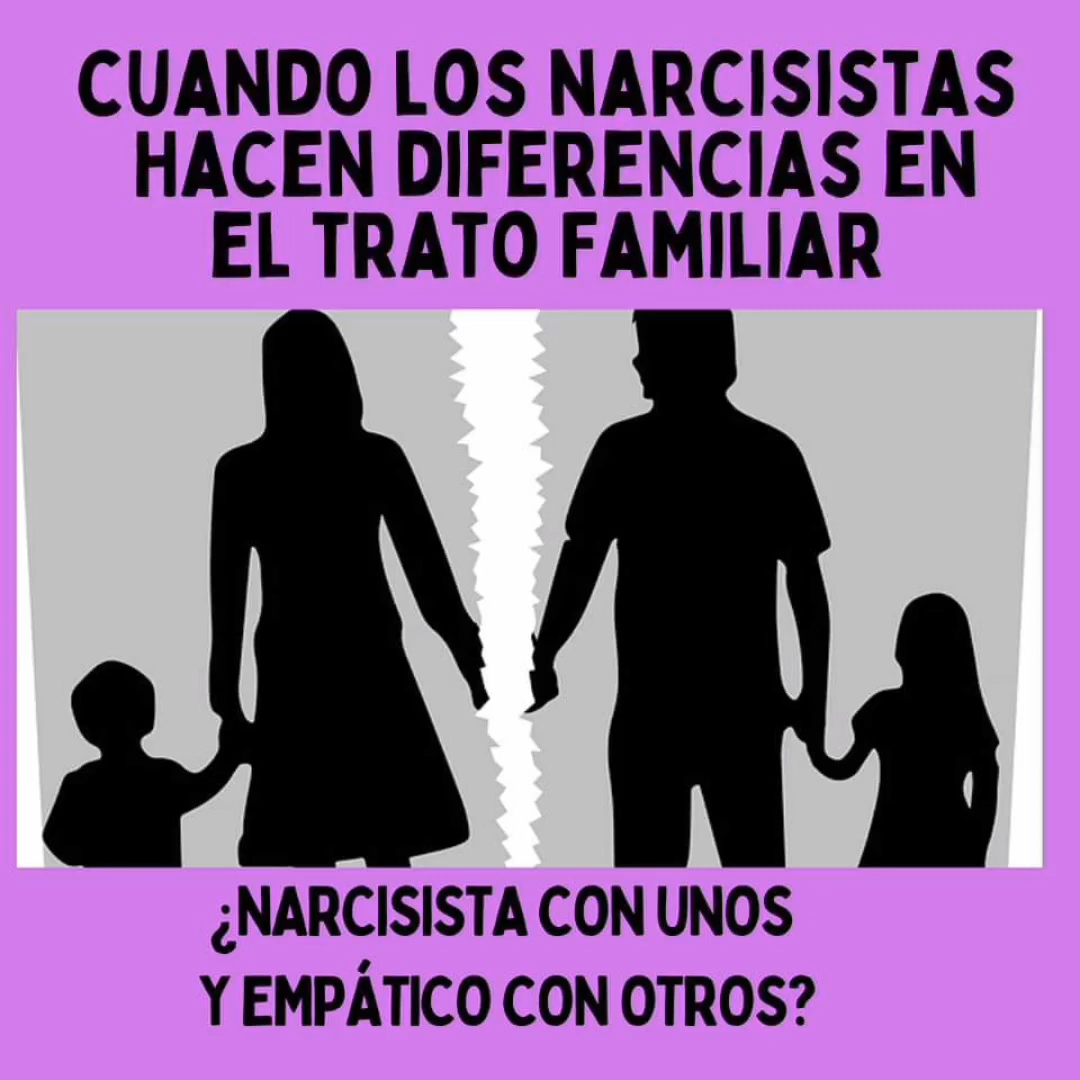 CUANDO LOS NARCISISTAS
HACEN DIFERENCIAS EN
EL TRATO FAMILIAR
¿NARCISISTA CON UNOS
Y EMPÁTICO CON OTROS?